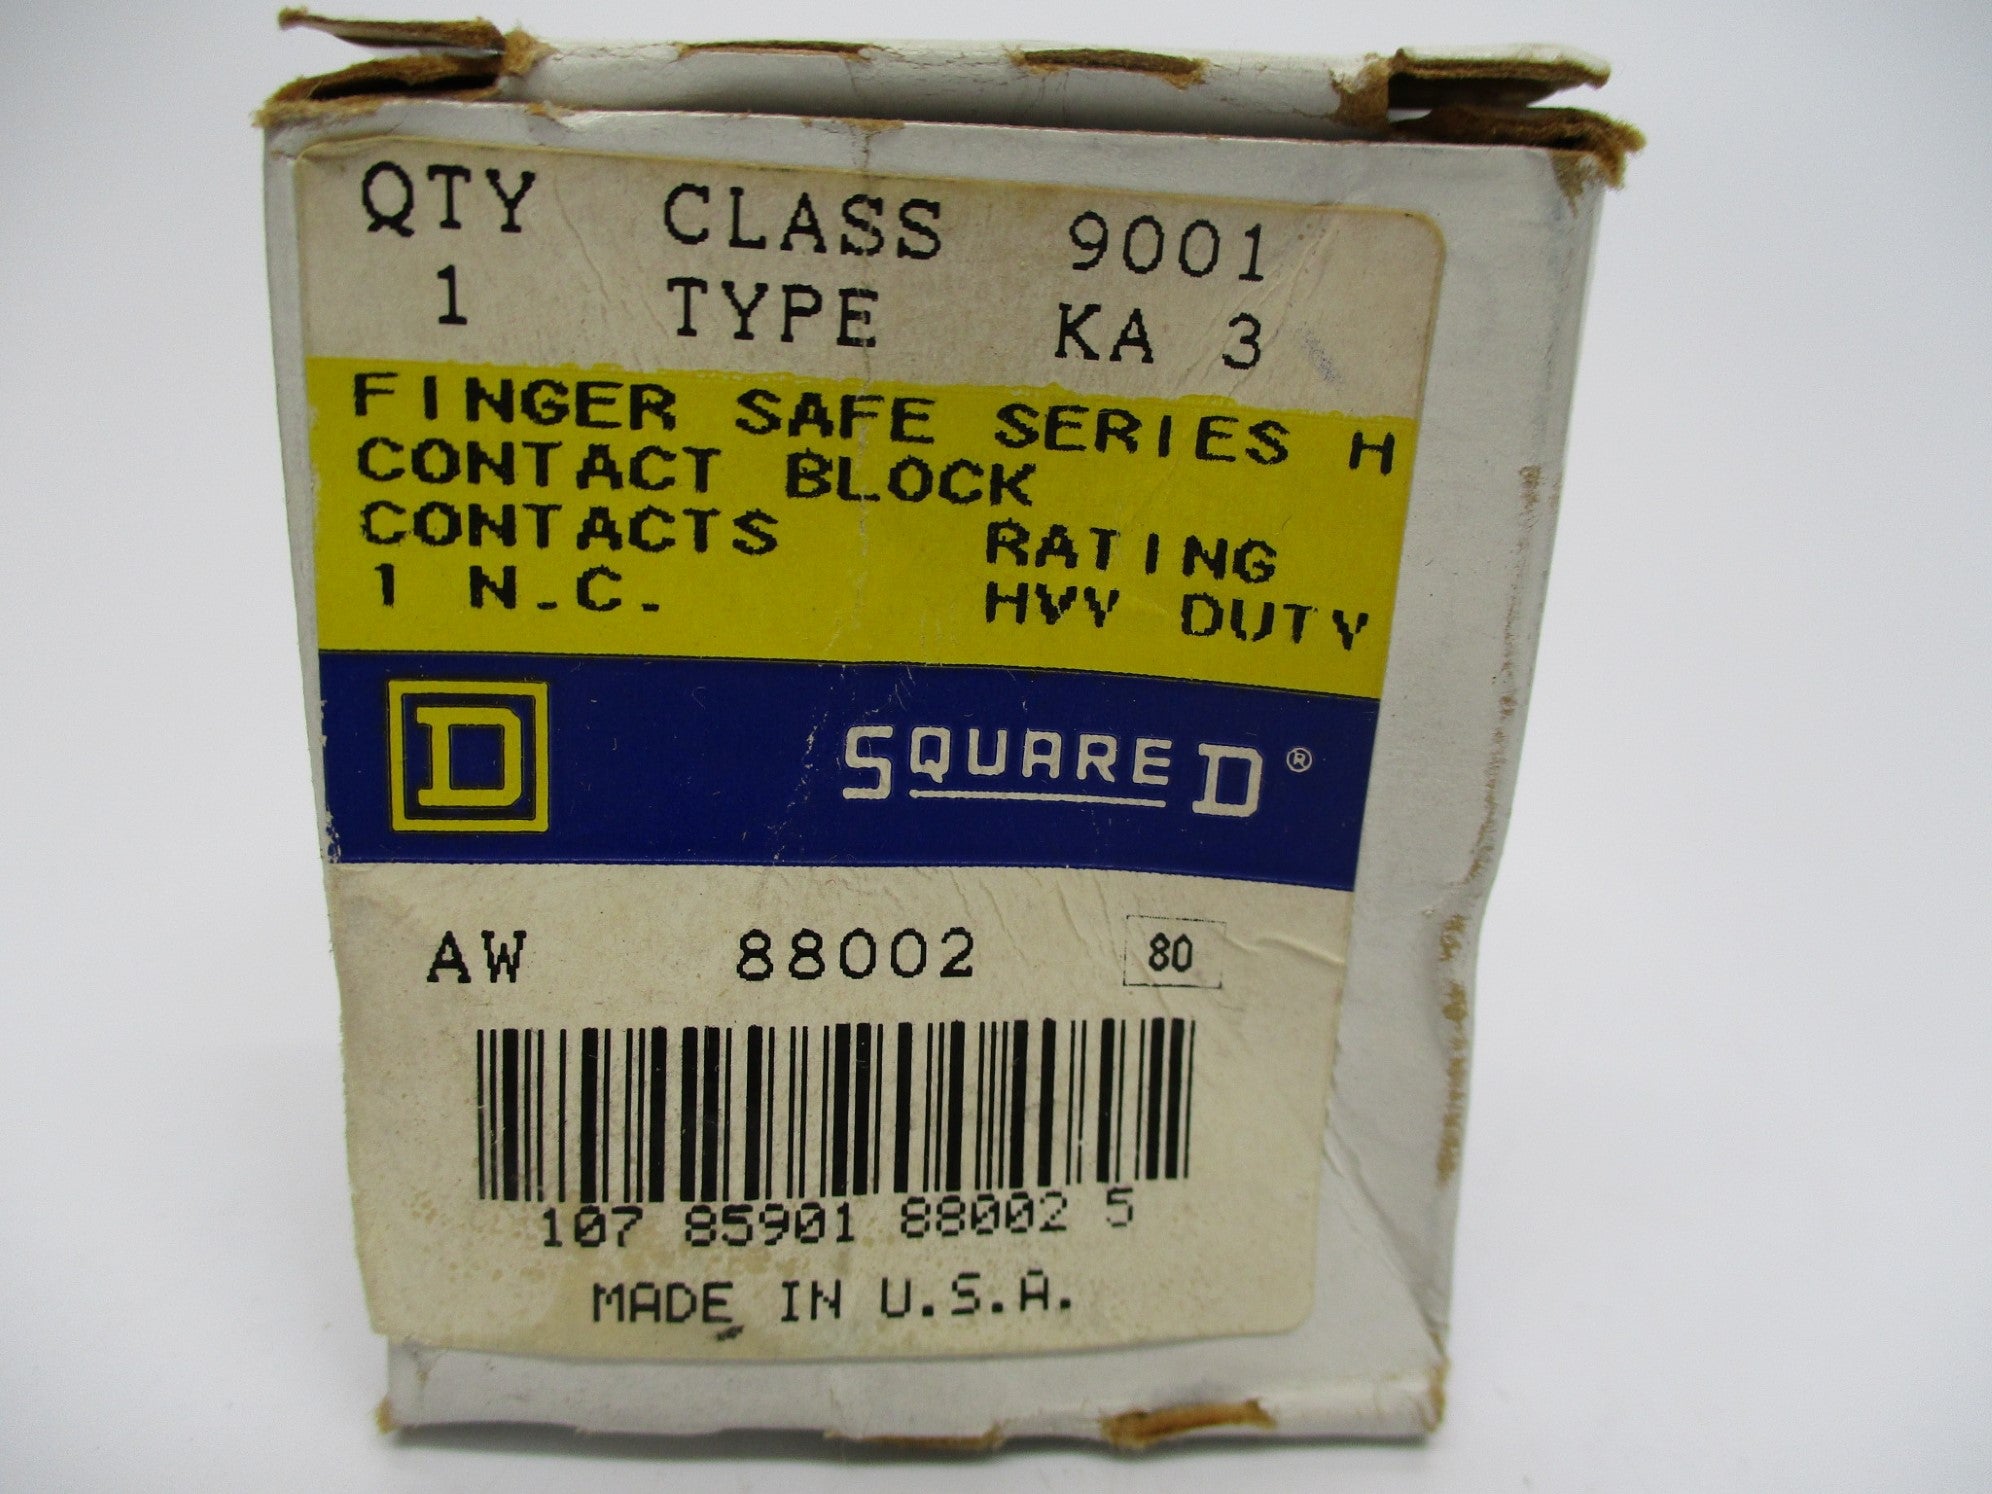 QTY CLASS 9001
1 TYPE KA 3
FINGER SAFE SERIES H
CONTACT BLOCK
CONTACTS RATING
1 N.C. HVY DUTY
D SQUARE D ®
AW 88002 80
107 85901 88002 5
MADE IN U.S.A.